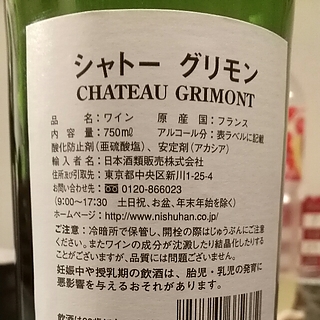 シャトー グリモン
CHATEAU GRIMONT
品 名：ワイン 原 産 国：フランス
内 容 量：750mℓ アルコール分：表ラベルに記載
酸化防止剤(亜硫酸塩)、安定剤(アカシア)
輸 入 者 名：日本酒類販売株式会社
住所及び引取先：東京都中央区新川1-25-4
お問い合せ先：0120-866023
(9:00〜17:30 土日祝、お盆、年末年始を除く)
ホームページ：http://www.nishuhan.co.jp/
ご注意：冷暗所で保管し、開栓の際はじゅうぶんにご注意ください。
またワインの成分が沈澱したり結晶化したりする
ことがございますが、品質には問題ございません。
妊娠中や授乳期の飲酒は、胎児・乳児の発育に
悪影響を与えるおそれがあります。